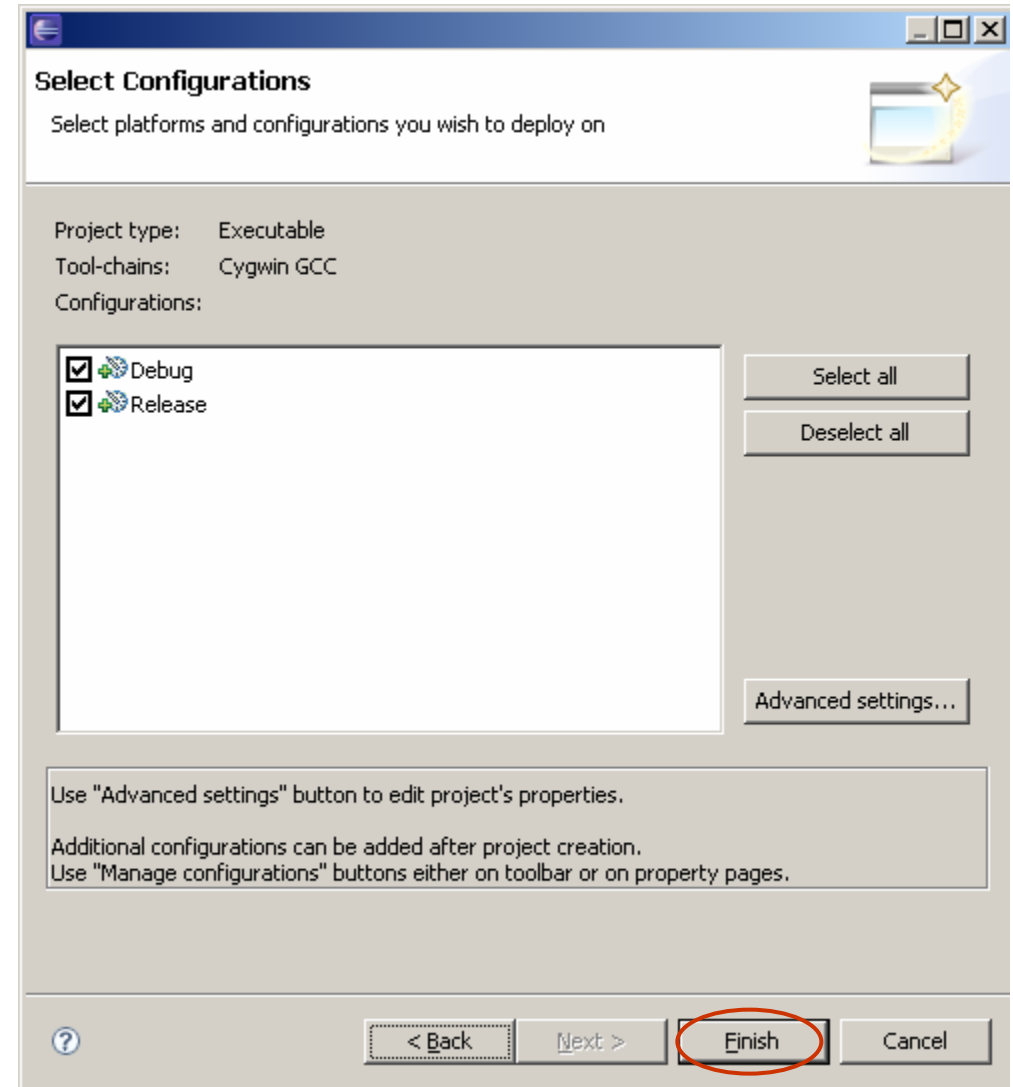 Select Configurations
Select platforms and configurations you wish to deploy on
Project type: Executable
Tool-chains: Cygwin GCC
Configurations:
Debug
Release
Select all
Deselect all
Advanced settings...
Use "Advanced settings" button to edit project's properties.
Additional configurations can be added after project creation.
Use "Manage configurations" buttons either on toolbar or on property pages.
?
< Back Next > Finish Cancel